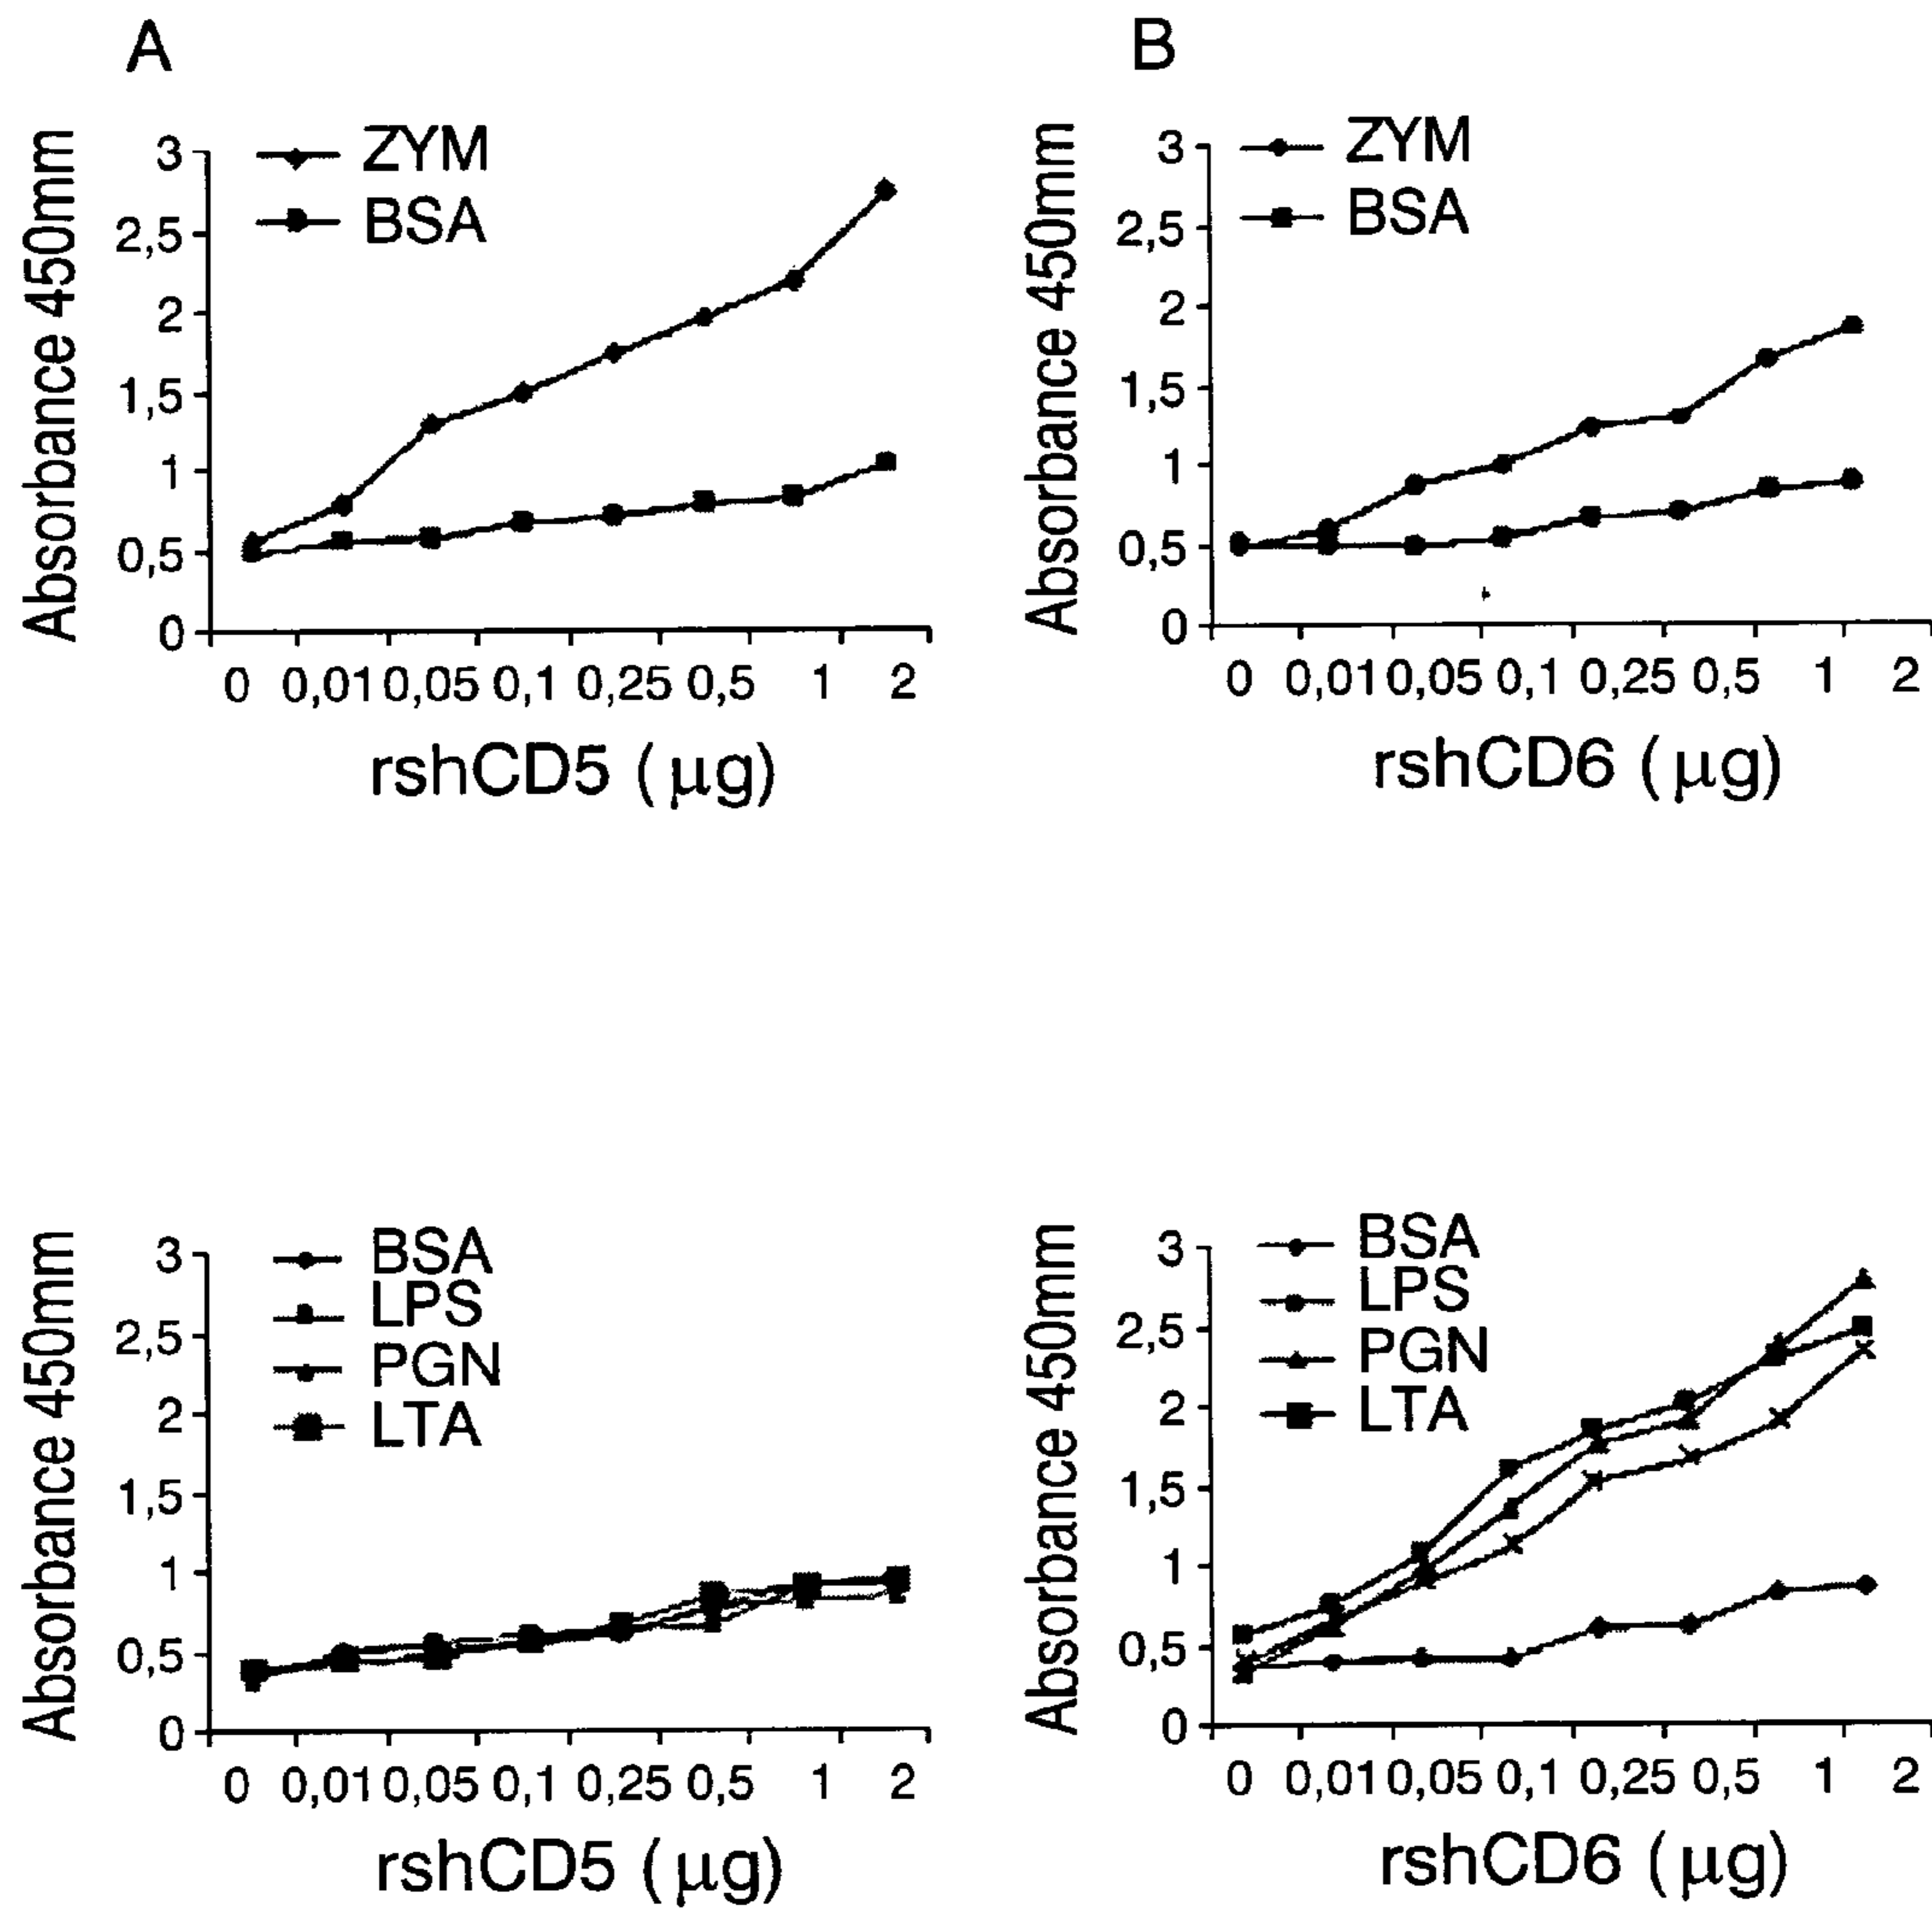 A
Absorbance 450mm
3
2,5
2
1,5
1
0,5
0
ZYM
BSA
0 0,01 0,05 0,1 0,25 0,5 1 2
rshCD5 (µg)
B
Absorbance 450mm
3
2,5
2
1,5
1
0,5
0
ZYM
BSA
0 0,01 0,05 0,1 0,25 0,5 1 2
rshCD6 (µg)
Absorbance 450mm
3
2,5
2
1,5
1
0,5
0
BSA
LPS
PGN
LTA
0 0,01 0,05 0,1 0,25 0,5 1 2
rshCD5 (µg)
Absorbance 450mm
3
2,5
2
1,5
1
0,5
0
BSA
LPS
PGN
LTA
0 0,01 0,05 0,1 0,25 0,5 1 2
rshCD6 (µg)